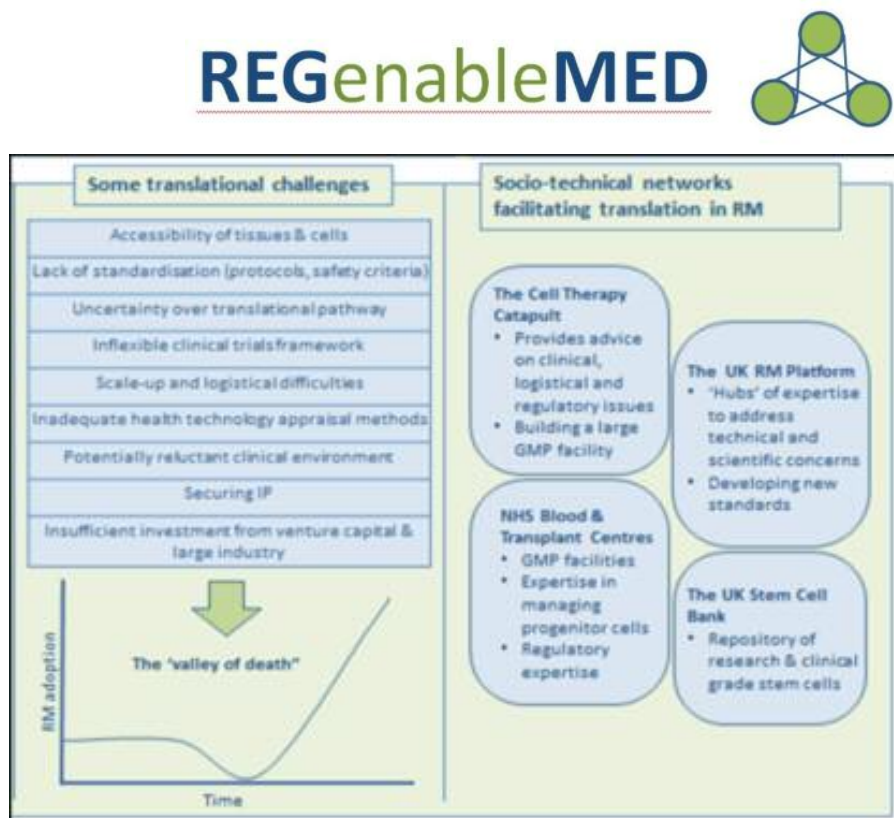 REGenableMED
Some translational challenges
Accessibility of tissues & cells
Lack of standardisation (protocols, safety criteria)
Uncertainty over translational pathway
Inflexible clinical trials framework
Scale-up and logistical difficulties
Inadequate health technology appraisal methods
Potentially reluctant clinical environment
Securing IP
Insufficient investment from venture capital &
large industry
The 'valley of death"
RM adoption
Time
Socio-technical networks
facilitating translation in RM
The Cell Therapy
Catapult
• Provides advice
on clinical,
logistical and
regulatory issues
• Building a large
GMP facility
The UK RM Platform
• 'Hubs' of expertise
to address
technical and
scientific concerns
• Developing new
standards
NHS Blood &
Transplant Centres
• GMP facilities
• Expertise in
managing
progenitor cells
• Regulatory
expertise
The UK Stem Cell
Bank
• Repository of
research & clinical
grade stem cells